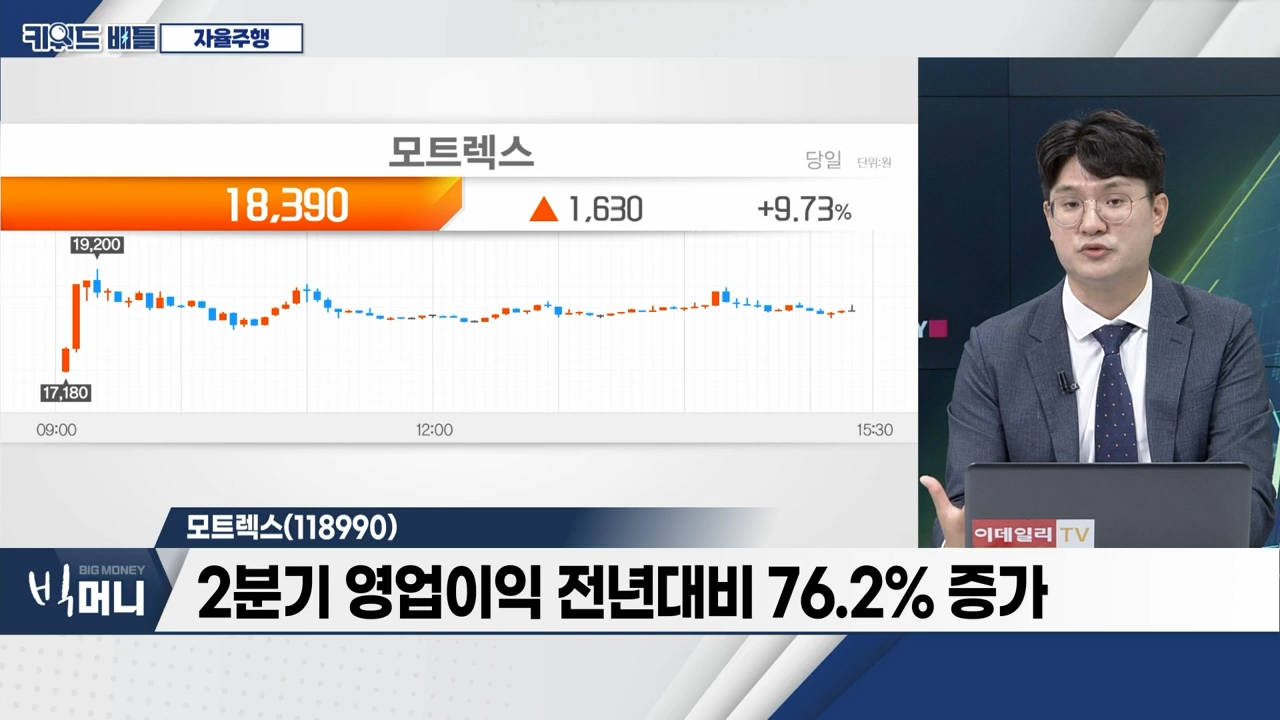 키워드 배틀 자율주행
모트렉스
당일 단위:원
18,390 ▲ 1,630 +9.73%
19,200
17,180
09:00 12:00 15:30
Y
이데일리 TV
모트렉스(118990)
BIG MONEY
빅머니
2분기 영업이익 전년대비 76.2% 증가